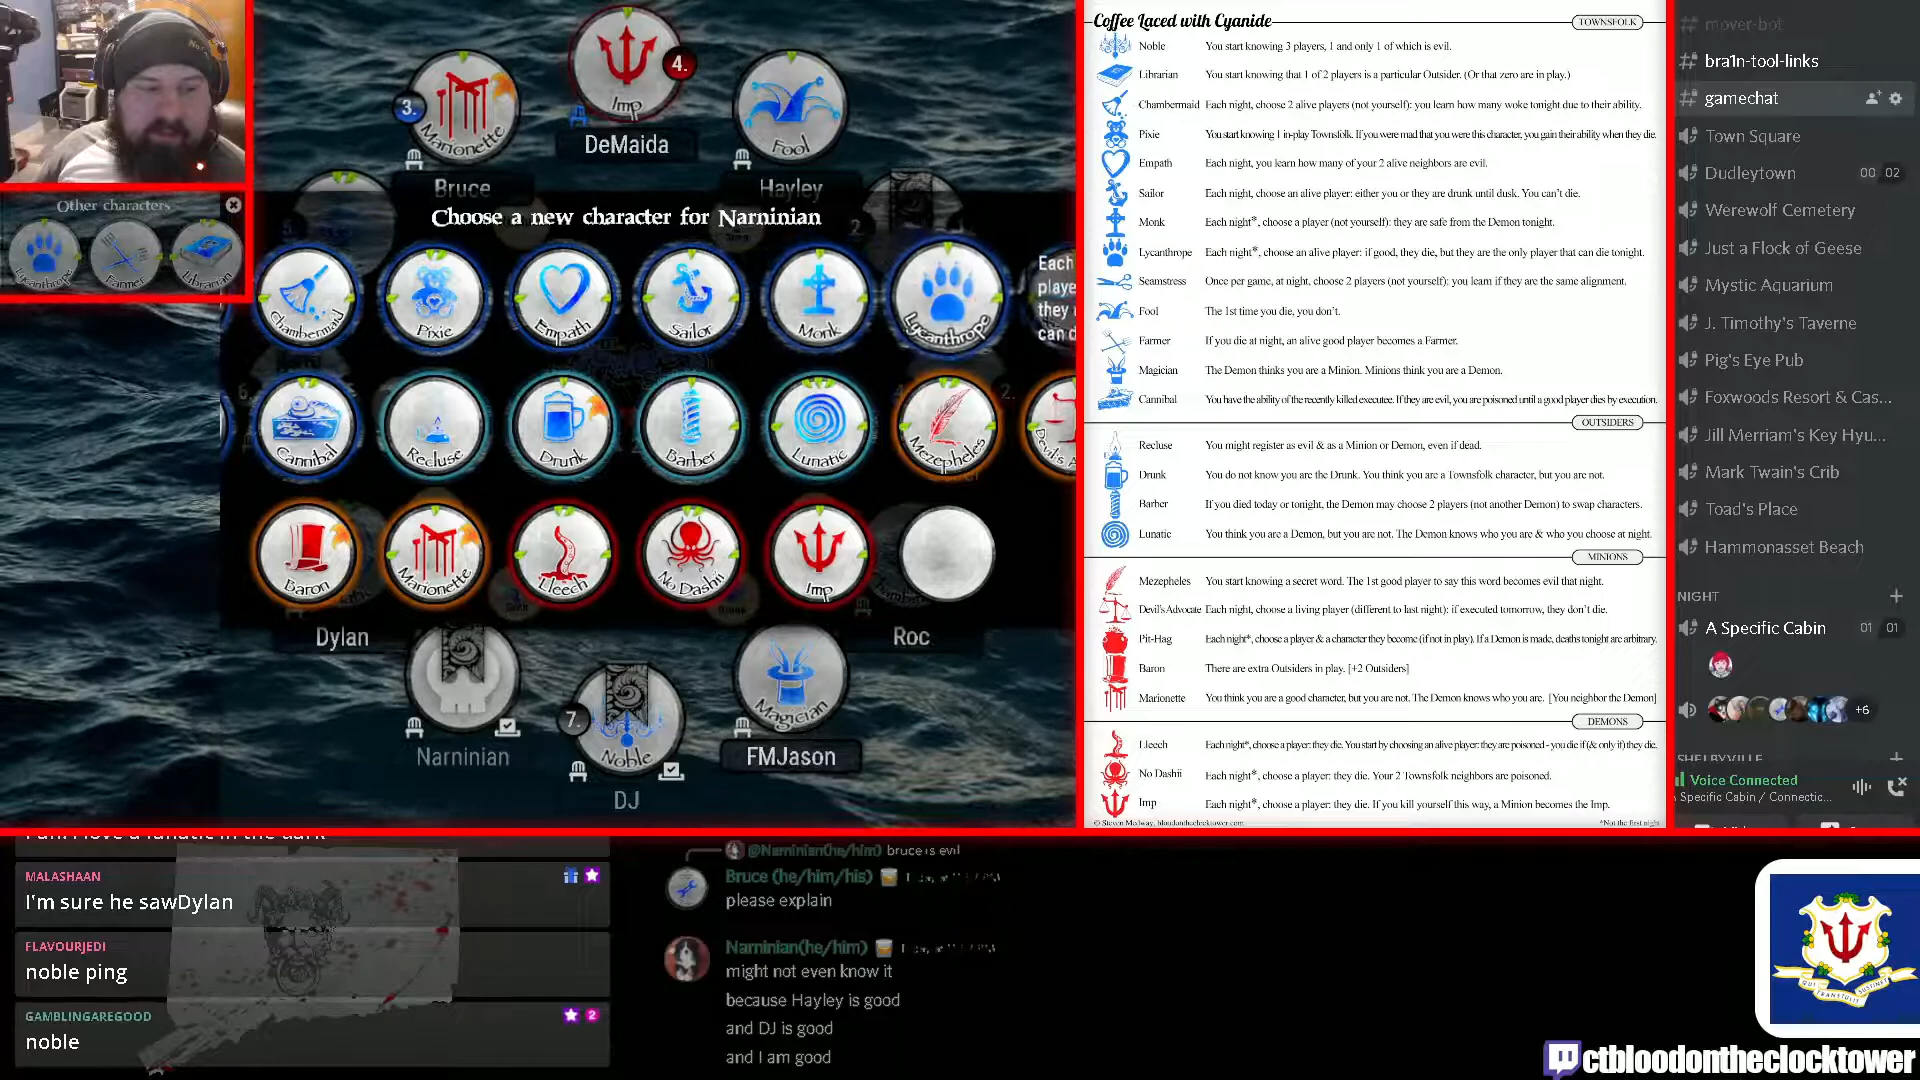 Other characters
Lycanthrope
Farmer
Librarian
3.
Marionette
Bruce
4.
Imp
DeMaida
Fool
Hayley
Choose a new character for Narninian
Chambermaid
Pixie
Empath
Sailor
Monk
Lycanthrope
Each
playe
they
can d
Cannibal
Recluse
Drunk
Barber
Lunatic
Mezepheles
Devil's A
Baron
Marionette
Lleech
No Dashii
Imp
Dylan
Roc
Narninian
7.
Noble
DJ
Magician
FMJason
Coffee Laced with Cyanide
TOWNSFOLK
Noble You start knowing 3 players, 1 and only 1 of which is evil.
Librarian You start knowing that 1 of 2 players is a particular Outsider. (Or that zero are in play.)
Chambermaid Each night, choose 2 alive players (not yourself): you learn how many woke tonight due to their ability.
Pixie You start knowing 1 in-play Townsfolk. If you were mad that you were this character, you gain their ability when they die.
Empath Each night, you learn how many of your 2 alive neighbors are evil.
Sailor Each night, choose an alive player: either you or they are drunk until dusk. You can't die.
Monk Each night*, choose a player (not yourself): they are safe from the Demon tonight.
Lycanthrope Each night*, choose an alive player: if good, they die, but they are the only player that can die tonight.
Seamstress Once per game, at night, choose 2 players (not yourself): you learn if they are the same alignment.
Fool The 1st time you die, you don't.
Farmer If you die at night, an alive good player becomes a Farmer.
Magician The Demon thinks you are a Minion. Minions think you are a Demon.
Cannibal You have the ability of the recently killed executee. If they are evil, you are poisoned until a good player dies by execution.
OUTSIDERS
Recluse You might register as evil & as a Minion or Demon, even if dead.
Drunk You do not know you are the Drunk. You think you are a Townsfolk character, but you are not.
Barber If you died today or tonight, the Demon may choose 2 players (not another Demon) to swap characters.
Lunatic You think you are a Demon, but you are not. The Demon knows who you are & who you choose at night.
MINIONS
Mezepheles You start knowing a secret word. The 1st good player to say this word becomes evil that night.
Devil's Advocate Each night, choose a living player (different to last night): if executed tomorrow, they don't die.
Pit-Hag Each night*, choose a player & a character they become (if not in play). If a Demon is made, deaths tonight are arbitrary.
Baron There are extra Outsiders in play. [+2 Outsiders]
Marionette You think you are a good character, but you are not. The Demon knows who you are. [You neighbor the Demon]
DEMONS
Lleech Each night*, choose a player: they die. You start by choosing an alive player: they are poisoned - you die if (& only if) they die.
No Dashii Each night*, choose a player: they die. Your 2 Townsfolk neighbors are poisoned.
Imp Each night*, choose a player: they die. If you kill yourself this way, a Minion becomes the Imp.
© Steven Medway, bloodontheclocktower.com
*Not the first night
mover-bot
bra1n-tool-links
gamechat
Town Square
Dudleytown 00 02
Werewolf Cemetery
Just a Flock of Geese
Mystic Aquarium
J. Timothy's Taverne
Pig's Eye Pub
Foxwoods Resort & Cas...
Jill Merriam's Key Hyu...
Mark Twain's Crib
Toad's Place
Hammonasset Beach
NIGHT
A Specific Cabin 01 01
+6
SHELBYVILLE
Voice Connected
Specific Cabin / Connectic...
MALASHAAN
I'm sure he sawDylan
FLAVOURJEDI
noble ping
GAMBLINGAREGOOD
2
noble
@Narninian(he/him) bruce is evil
Bruce (he/him/his)
please explain
Narninian(he/him)
might not even know it
because Hayley is good
and DJ is good
and I am good
QUI TRANSTULIT SUSTINET
ctbloodontheclocktower